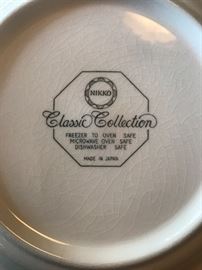 NIKKO
Classic Collection
FREEZER TO OVEN SAFE
MICROWAVE OVEN SAFE
DISHWASHER SAFE
MADE IN JAPAN